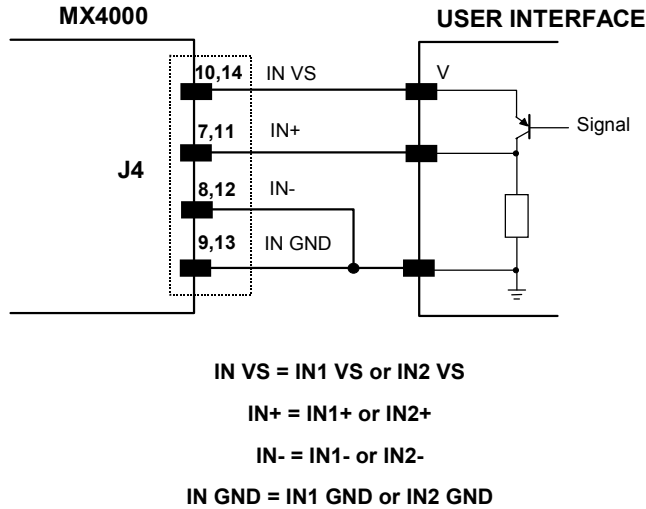 MX4000
USER INTERFACE
10,14 IN VS
V
7,11 IN+
Signal
J4
8,12 IN-
9,13 IN GND
IN VS = IN1 VS or IN2 VS
IN+ = IN1+ or IN2+
IN- = IN1- or IN2-
IN GND = IN1 GND or IN2 GND